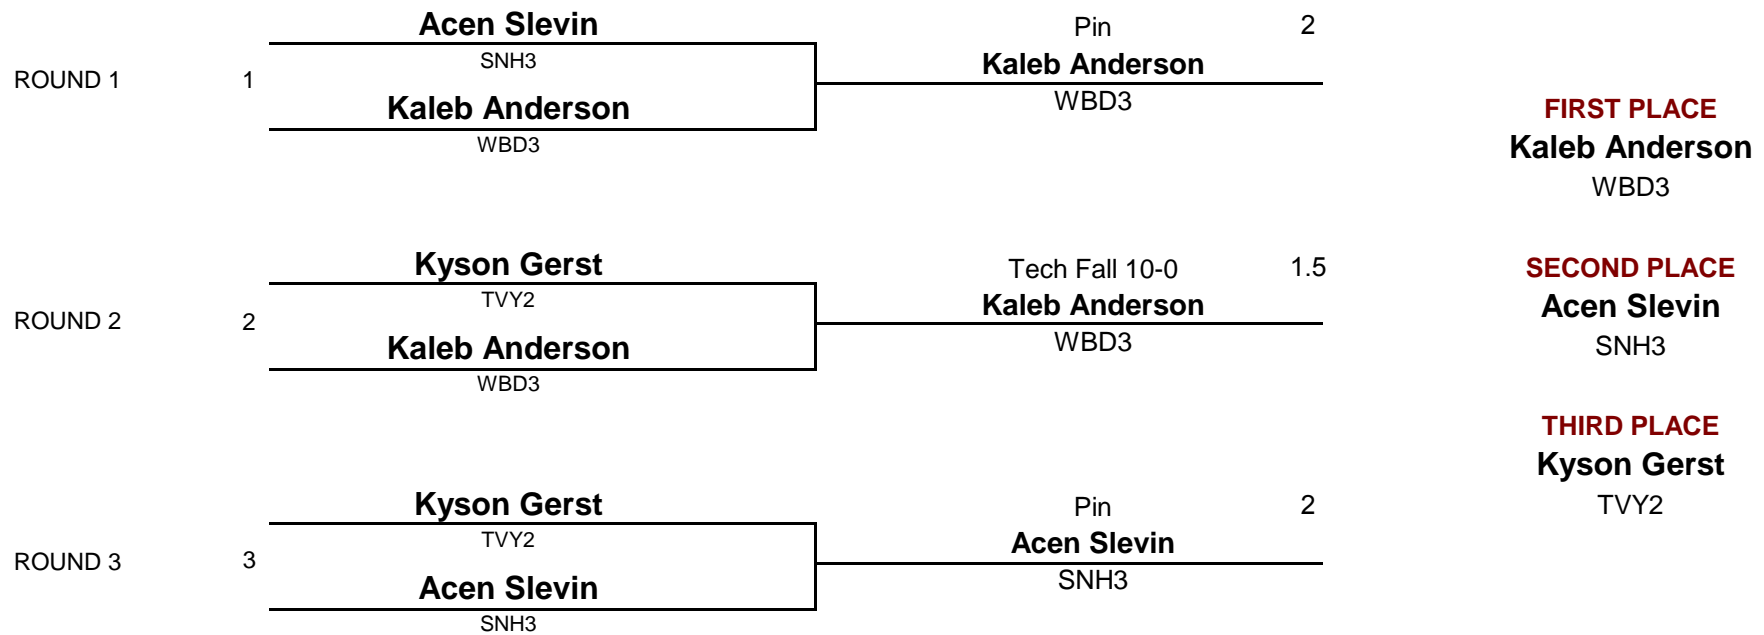 Acen Slevin
SNH3
ROUND 1
1
Kaleb Anderson
WBD3
Pin
2
Kaleb Anderson
WBD3
FIRST PLACE
Kaleb Anderson
WBD3
Kyson Gerst
TVY2
ROUND 2
2
Kaleb Anderson
WBD3
Tech Fall 10-0
1.5
Kaleb Anderson
WBD3
SECOND PLACE
Acen Slevin
SNH3
THIRD PLACE
Kyson Gerst
TVY2
Kyson Gerst
TVY2
ROUND 3
3
Acen Slevin
SNH3
Pin
2
Acen Slevin
SNH3